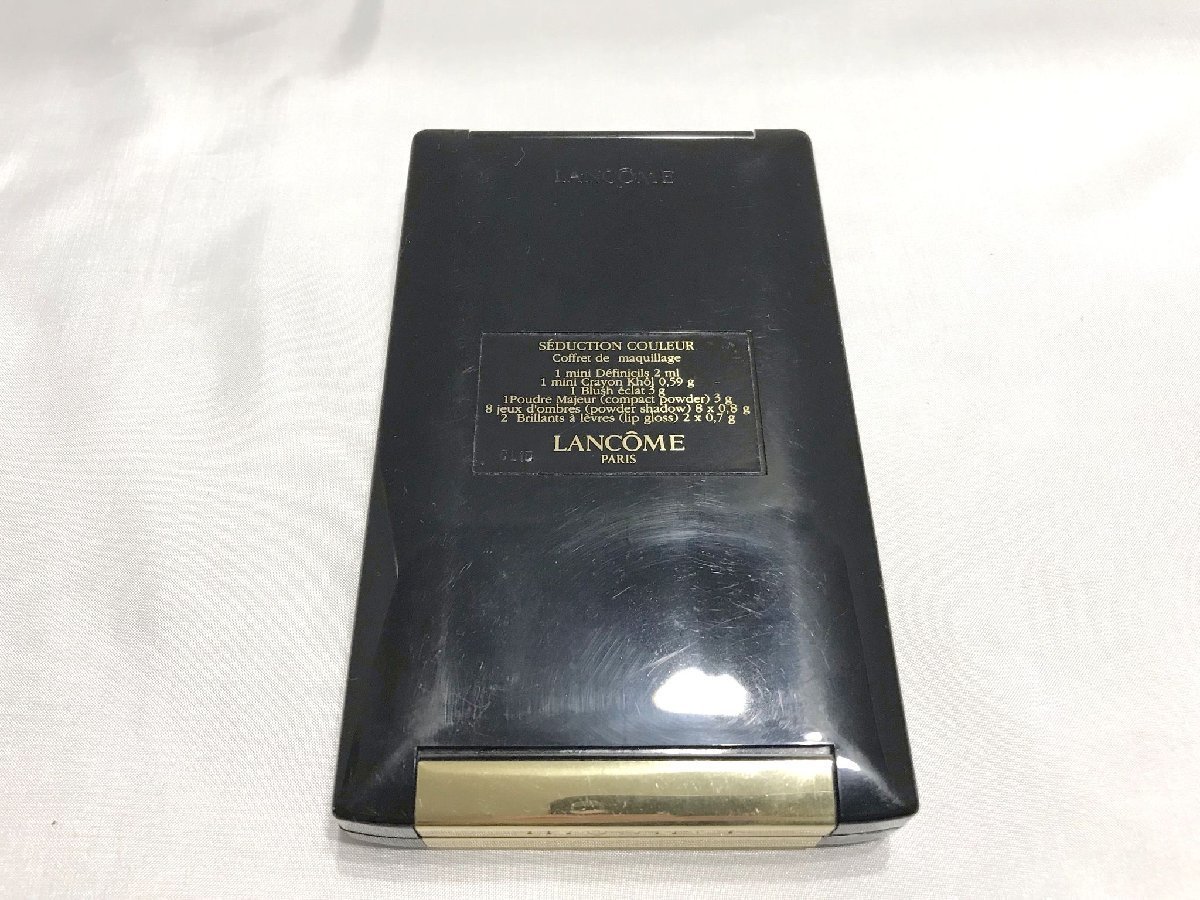 LANCÔME
SÉDUCTION COULEUR
Coffret de maquillage
1 mini Définicils 2 ml
1 mini Crayon Khôl 0,59 g
1 Blush éclat 3 g
1Poudre Majeur (compact powder) 3 g
8 jeux d'ombres (powder shadow) 8 x 0,8 g
2 Brillants à lèvres (lip gloss) 2 x 0,7 g
LANCÔME
PARIS